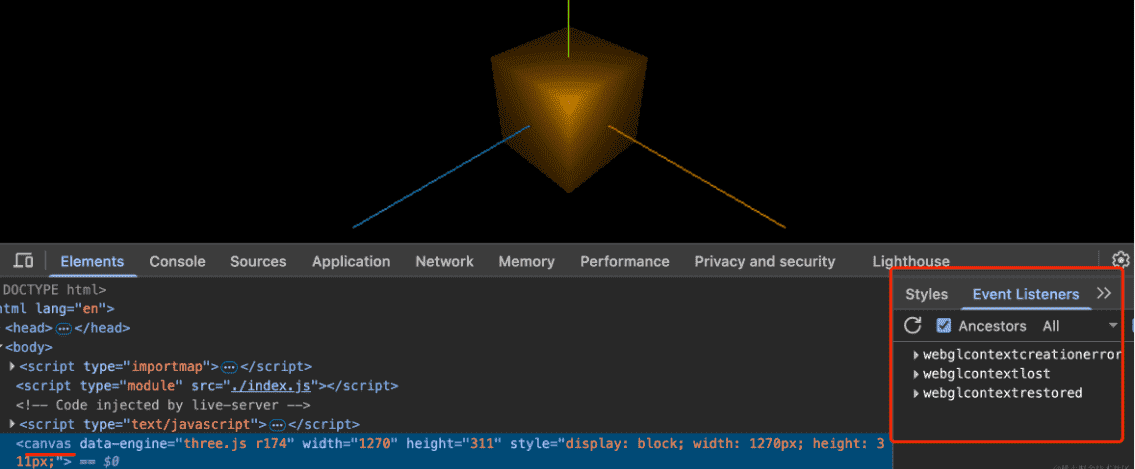 Elements Console Sources Application Network Memory Performance Privacy and security Lighthouse
DOCTYPE html>
html lang="en">
<head> </head>
<body>
<script type="importmap"> </script>
<script type="module" src="./index.js"></script>
<!-- Code injected by live-server -->
<script type="text/javascript"> </script>
<canvas data-engine="three.js r174" width="1270" height="311" style="display: block; width: 1270px; height: 3
11px;"> == $0
Styles Event Listeners
Ancestors All
webglcontextcreationerror
webglcontextlost
webglcontextrestored